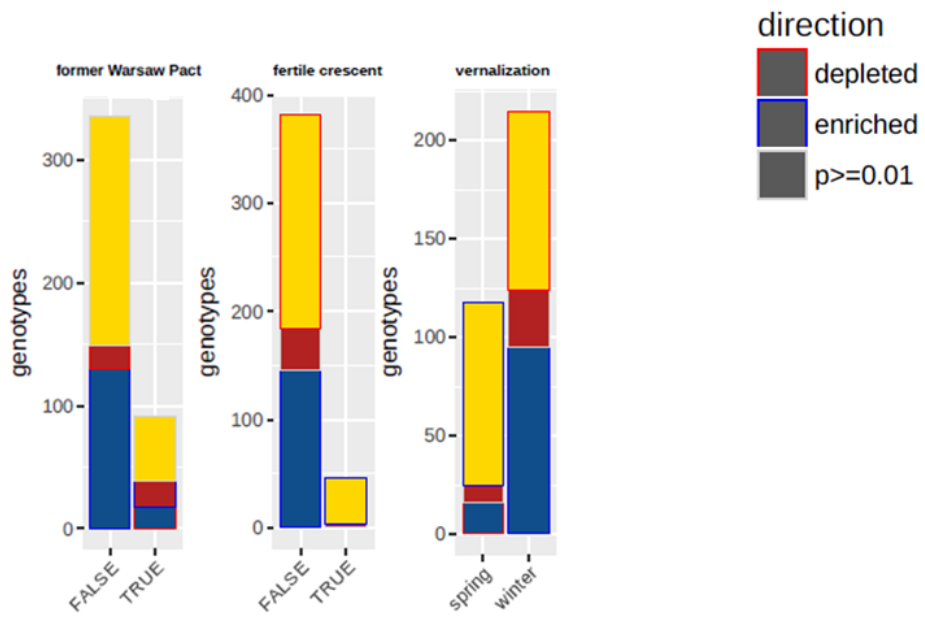 direction
depleted
enriched
p>=0.01
former Warsaw Pact
fertile crescent
vernalization
genotypes
300
200
100
0
FALSE
TRUE
genotypes
400
300
200
100
0
FALSE
TRUE
genotypes
200
150
100
50
0
spring
winter